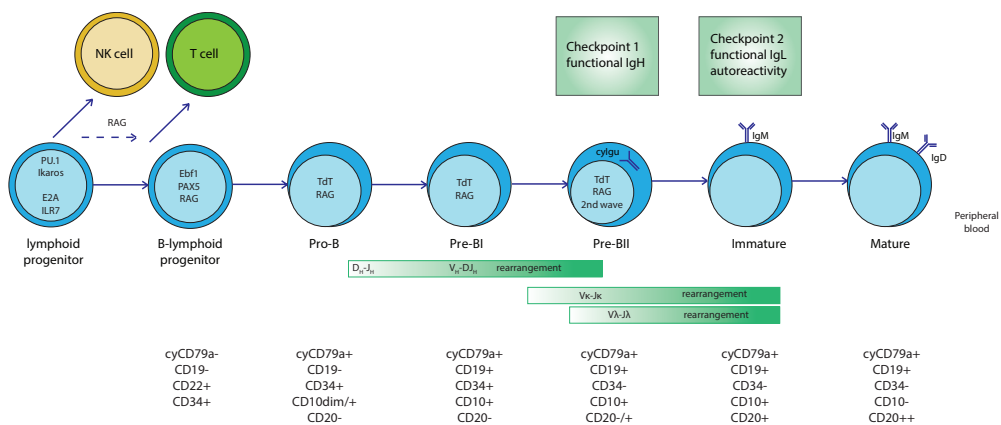 NK cell
T cell
Checkpoint 1
functional IgH
Checkpoint 2
functional IgL
autoreactivity
RAG
PU.1
Ikaros
E2A
ILR7
Ebf1
PAX5
RAG
TdT
RAG
TdT
RAG
cyIgu
TdT
RAG
2nd wave
IgM
IgM
IgD
lymphoid
progenitor
B-lymphoid
progenitor
Pro-B
Pre-BI
Pre-BII
Immature
Mature
Peripheral
blood
DH-JH VH-DJH rearrangement
Vκ-Jκ rearrangement
Vλ-Jλ rearrangement
cyCD79a-
CD19-
CD22+
CD34+
cyCD79a+
CD19-
CD34+
CD10dim/+
CD20-
cyCD79a+
CD19+
CD34+
CD10+
CD20-
cyCD79a+
CD19+
CD34-
CD10+
CD20-/+
cyCD79a+
CD19+
CD34-
CD10+
CD20+
cyCD79a+
CD19+
CD34-
CD10-
CD20++